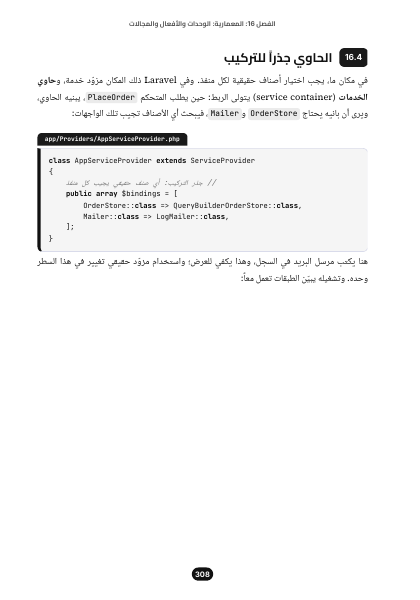 الفصل 16: المعمارية: الوحدات والأفعال والمجالات
16.4 الحاوي جذراً للتركيب
في مكان ما، يجب اختيار أصناف حقيقية لكل منفذ. وفي Laravel ذلك المكان مزوّد خدمة، وحاوي
الخدمات (service container) يتولى الربط: حين يطلب المتحكم PlaceOrder، يبنيه الحاوي،
ويرى أن بانيه يحتاج OrderStore و Mailer، فيبحث أي الأصناف تجيب تلك الواجهات:
app/Providers/AppServiceProvider.php
class AppServiceProvider extends ServiceProvider
{
// جذر التركيب: أي صنف حقيقي يجيب كل منفذ
public array $bindings = [
OrderStore::class => QueryBuilderOrderStore::class,
Mailer::class => LogMailer::class,
];
}
هنا يكتب مرسل البريد في السجل، وهذا يكفي للعرض؛ واستخدام مزوّد حقيقي تغيير في هذا السطر
وحده. وتشغيله يبيّن الطبقات تعمل معاً:
308